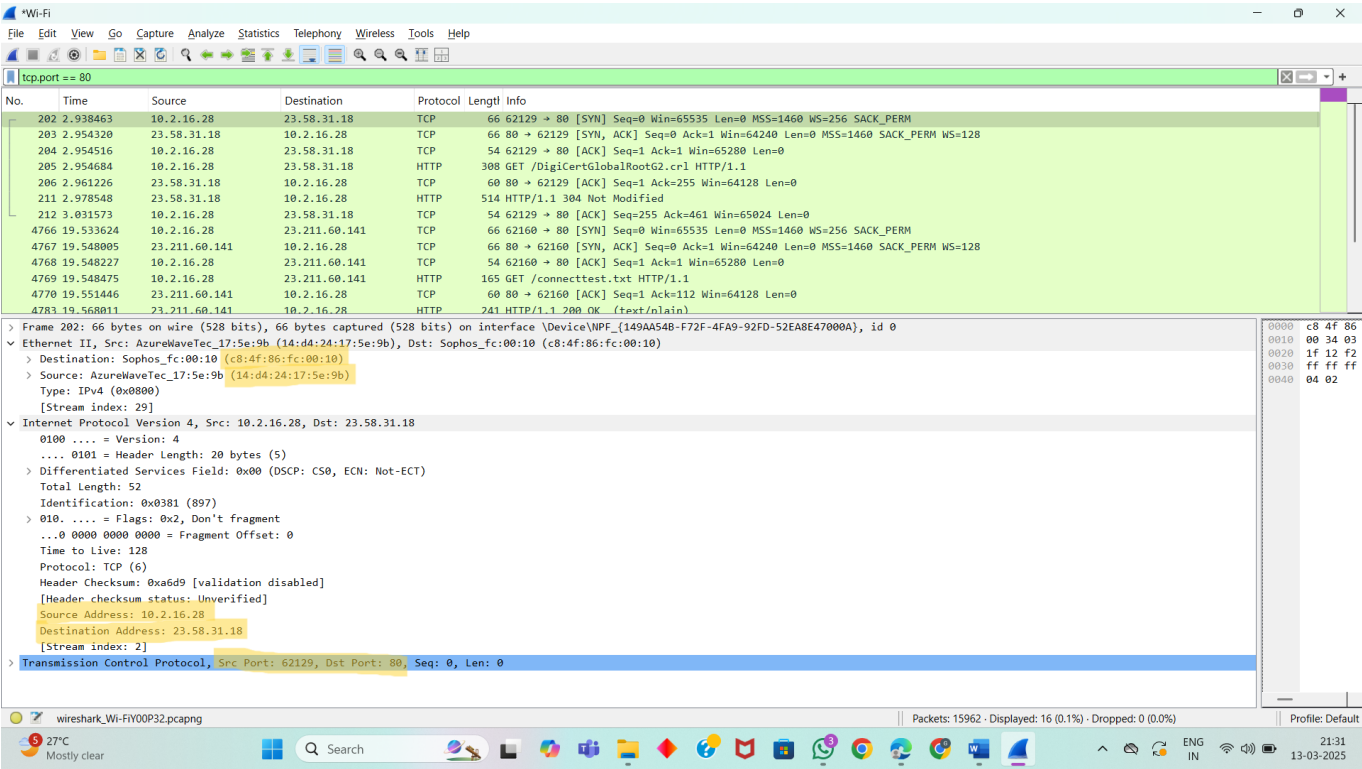 *Wi-Fi
File Edit View Go Capture Analyze Statistics Telephony Wireless Tools Help
tcp.port == 80
No. Time Source Destination Protocol Length Info
202 2.938463 10.2.16.28 23.58.31.18 TCP 66 62129 → 80 [SYN] Seq=0 Win=65535 Len=0 MSS=1460 WS=256 SACK_PERM
203 2.954320 23.58.31.18 10.2.16.28 TCP 66 80 → 62129 [SYN, ACK] Seq=0 Ack=1 Win=64240 Len=0 MSS=1460 SACK_PERM WS=128
204 2.954516 10.2.16.28 23.58.31.18 TCP 54 62129 → 80 [ACK] Seq=1 Ack=1 Win=65280 Len=0
205 2.954684 10.2.16.28 23.58.31.18 HTTP 308 GET /DigiCertGlobalRootG2.crl HTTP/1.1
206 2.961226 23.58.31.18 10.2.16.28 TCP 60 80 → 62129 [ACK] Seq=1 Ack=255 Win=64128 Len=0
211 2.978548 23.58.31.18 10.2.16.28 HTTP 514 HTTP/1.1 304 Not Modified
212 3.031573 10.2.16.28 23.58.31.18 TCP 54 62129 → 80 [ACK] Seq=255 Ack=461 Win=65024 Len=0
4766 19.533624 10.2.16.28 23.211.60.141 TCP 66 62160 → 80 [SYN] Seq=0 Win=65535 Len=0 MSS=1460 WS=256 SACK_PERM
4767 19.548005 23.211.60.141 10.2.16.28 TCP 66 80 → 62160 [SYN, ACK] Seq=0 Ack=1 Win=64240 Len=0 MSS=1460 SACK_PERM WS=128
4768 19.548227 10.2.16.28 23.211.60.141 TCP 54 62160 → 80 [ACK] Seq=1 Ack=1 Win=65280 Len=0
4769 19.548475 10.2.16.28 23.211.60.141 HTTP 165 GET /connecttest.txt HTTP/1.1
4770 19.551446 23.211.60.141 10.2.16.28 TCP 60 80 → 62160 [ACK] Seq=1 Ack=112 Win=64128 Len=0
4783 19.568011 23.211.60.141 10.2.16.28 HTTP 241 HTTP/1.1 200 OK (text/plain)
Frame 202: 66 bytes on wire (528 bits), 66 bytes captured (528 bits) on interface \Device\NPF_{149AA54B-F72F-4FA9-92FD-52EA8E47000A}, id 0
Ethernet II, Src: AzureWaveTec_17:5e:9b (14:d4:24:17:5e:9b), Dst: Sophos_fc:00:10 (c8:4f:86:fc:00:10)
Destination: Sophos_fc:00:10 (c8:4f:86:fc:00:10)
Source: AzureWaveTec_17:5e:9b (14:d4:24:17:5e:9b)
Type: IPv4 (0x0800)
[Stream index: 29]
Internet Protocol Version 4, Src: 10.2.16.28, Dst: 23.58.31.18
0100 .... = Version: 4
.... 0101 = Header Length: 20 bytes (5)
Differentiated Services Field: 0x00 (DSCP: CS0, ECN: Not-ECT)
Total Length: 52
Identification: 0x0381 (897)
010. .... = Flags: 0x2, Don't fragment
...0 0000 0000 0000 = Fragment Offset: 0
Time to Live: 128
Protocol: TCP (6)
Header Checksum: 0xa6d9 [validation disabled]
[Header checksum status: Unverified]
Source Address: 10.2.16.28
Destination Address: 23.58.31.18
[Stream index: 2]
Transmission Control Protocol, Src Port: 62129, Dst Port: 80, Seq: 0, Len: 0
0000 c8 4f 86
0010 00 34 03
0020 1f 12 f2
0030 ff ff ff
0040 04 02
wireshark_Wi-FiY00P32.pcapng
Packets: 15962 · Displayed: 16 (0.1%) · Dropped: 0 (0.0%)
Profile: Default
5
27°C
Mostly clear
Search
3
ENG
IN
21:31
13-03-2025